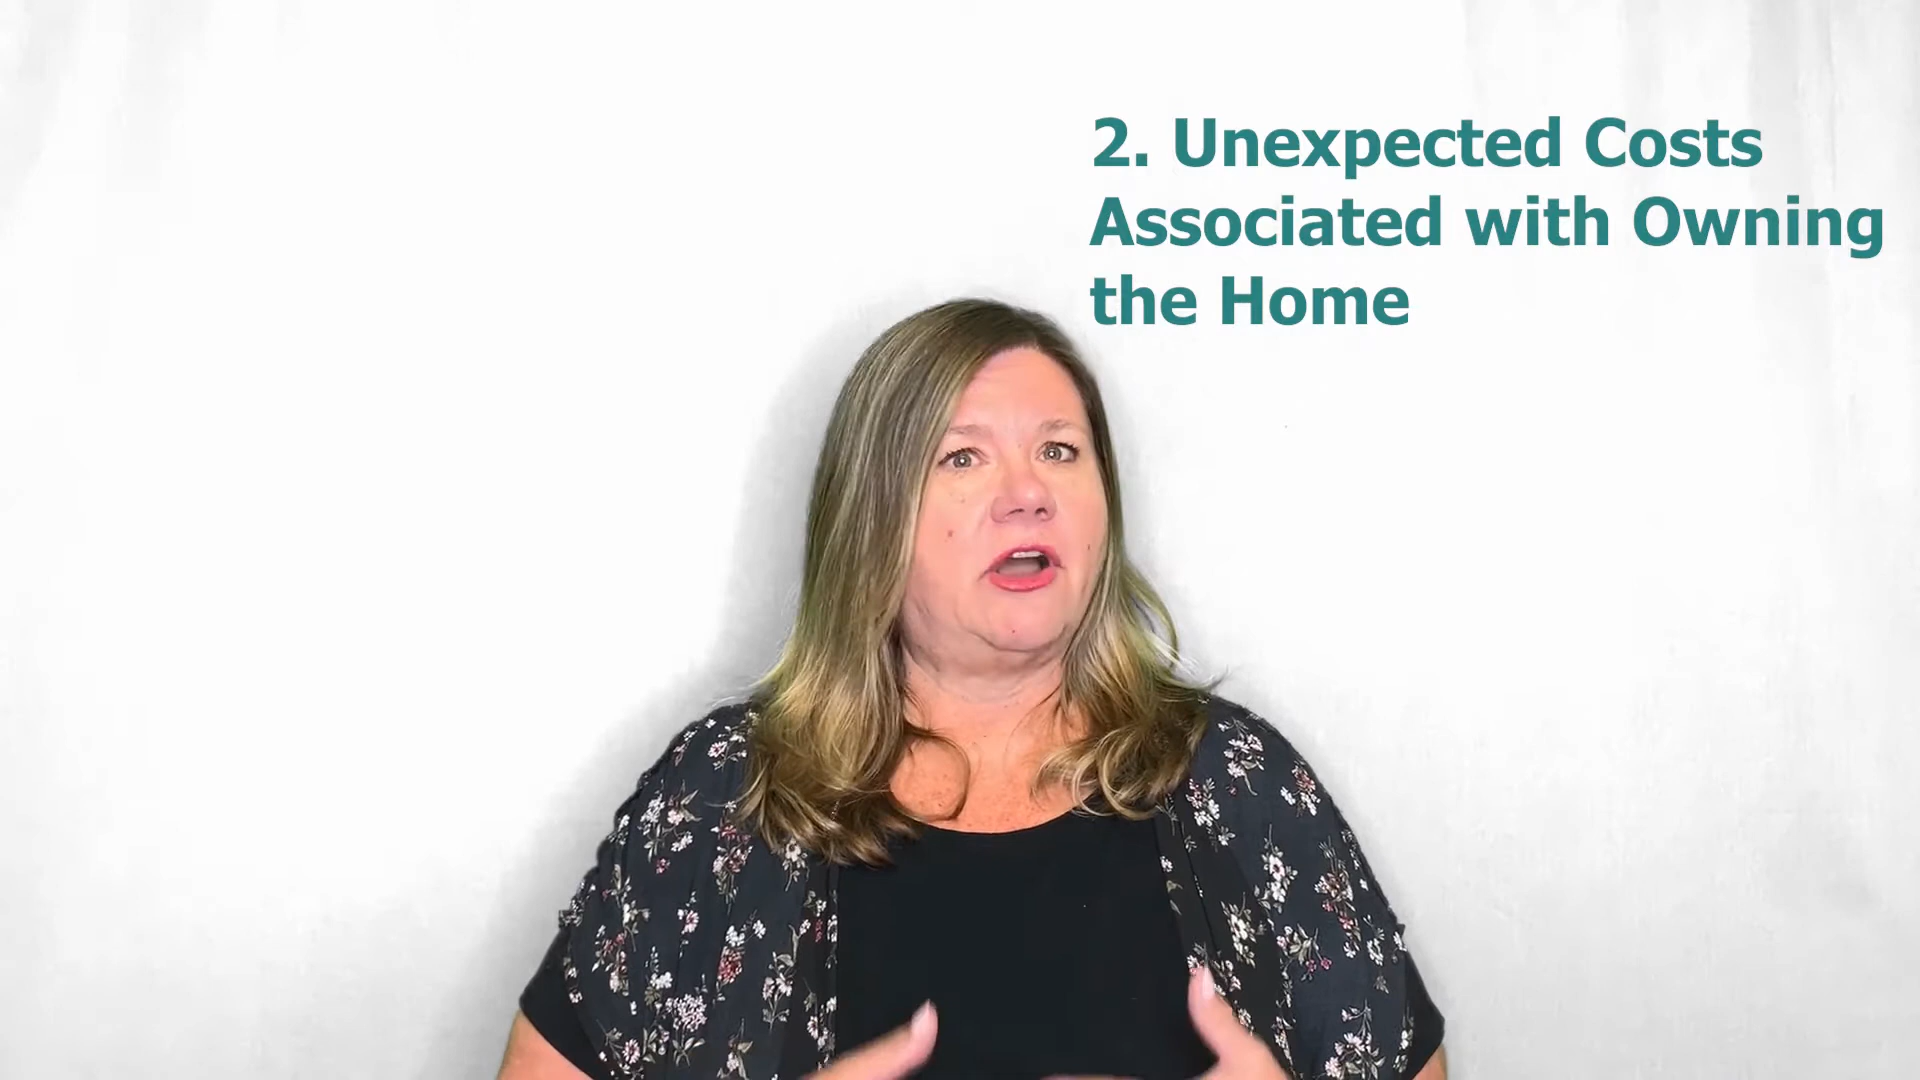 2. Unexpected Costs
Associated with Owning
the Home